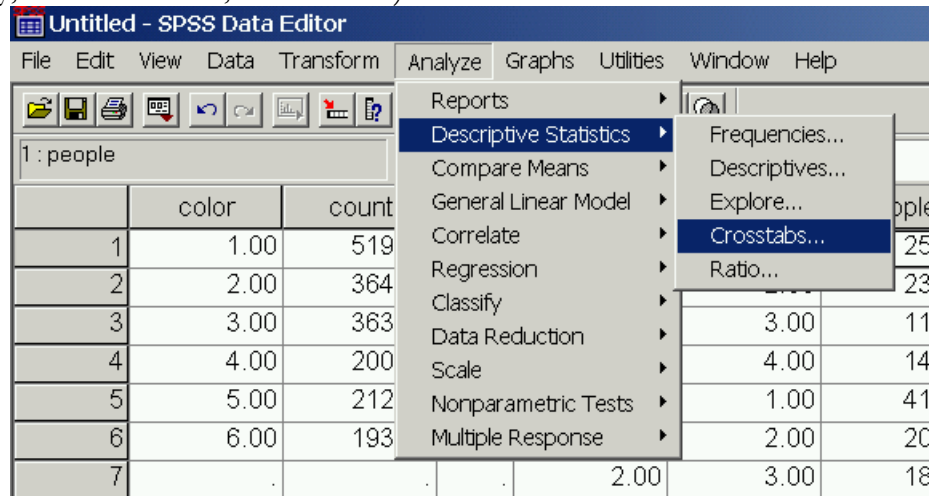 Untitled - SPSS Data Editor
File Edit View Data Transform Analyze Graphs Utilities Window Help
Reports
Descriptive Statistics Frequencies...
1 : people
Compare Means Descriptives...
color count General Linear Model Explore...
1 1.00 519 Correlate Crosstabs... 25
Regression Ratio...
2 2.00 364 23
Classify
3 3.00 363 Data Reduction 3.00 11
4 4.00 200 Scale 4.00 14
5 5.00 212 Nonparametric Tests 1.00 41
6 6.00 193 Multiple Response 2.00 20
7 . . . 2.00 3.00 18